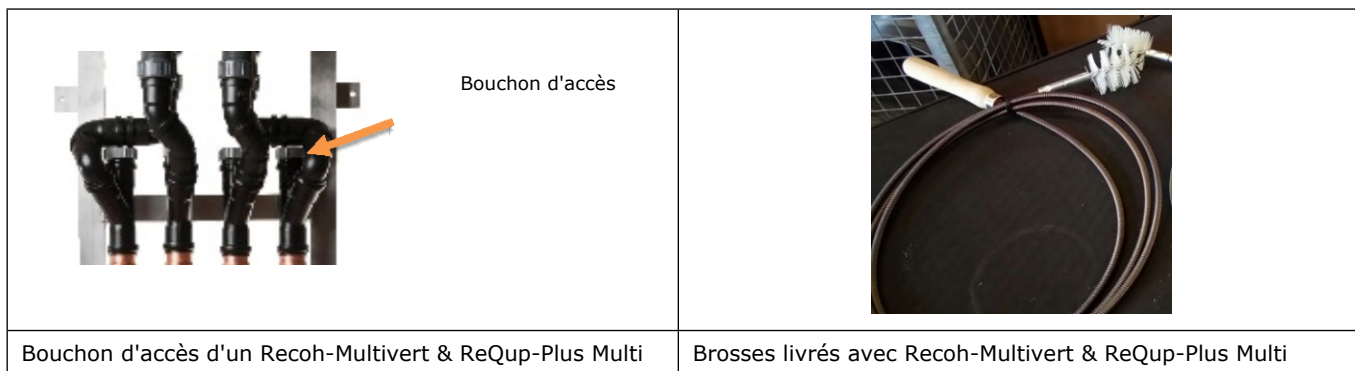 Bouchon d'accès
Bouchon d'accès d'un Recoh-Multivert & ReQup-Plus Multi
Brosses livrés avec Recoh-Multivert & ReQup-Plus Multi